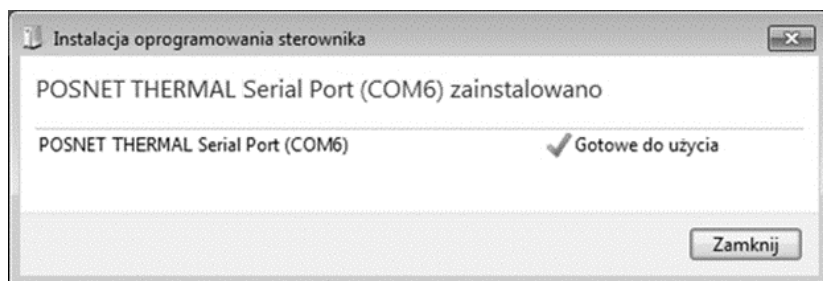 Instalacja oprogramowania sterownika
POSNET THERMAL Serial Port (COM6) zainstalowano
POSNET THERMAL Serial Port (COM6) Gotowe do użycia
Zamknij